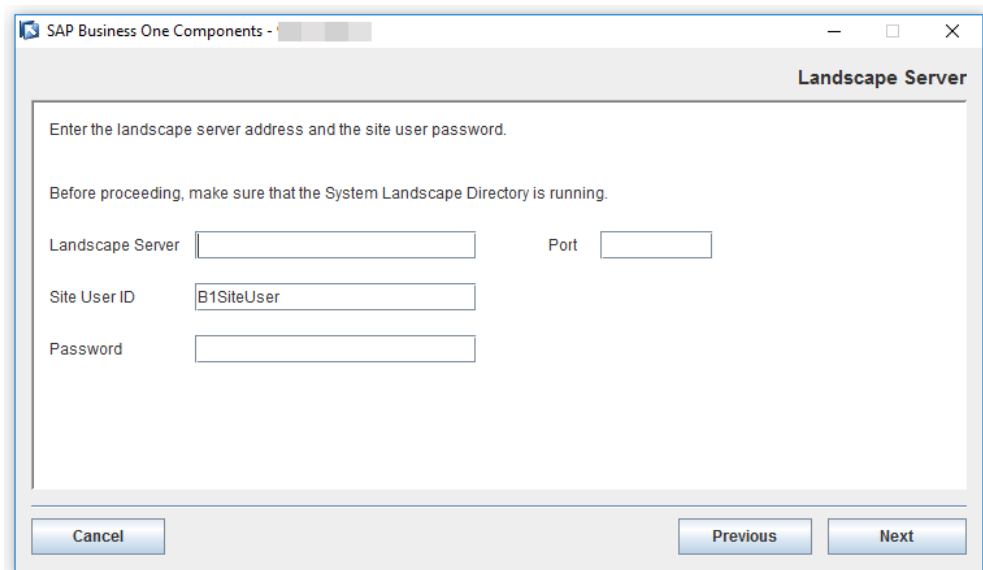 SAP Business One Components -
Landscape Server
Enter the landscape server address and the site user password.
Before proceeding, make sure that the System Landscape Directory is running.
Landscape Server Port
Site User ID B1SiteUser
Password
Cancel Previous Next